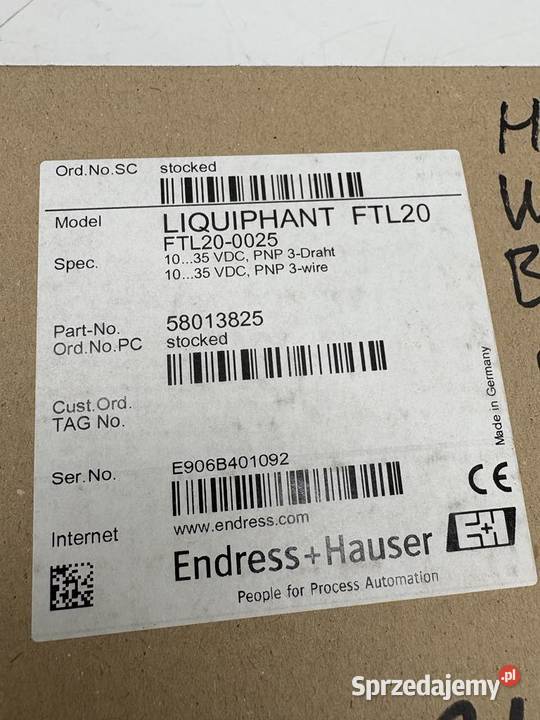 Ord.No.SC stocked
Model LIQUIPHANT FTL20
FTL20-0025
Spec. 10...35 VDC, PNP 3-Draht
10...35 VDC, PNP 3-wire
Part-No. 58013825
Ord.No.PC stocked
Cust.Ord.
TAG No.
Made in Germany
Ser.No. E906B401092
CE
Internet www.endress.com
Endress+Hauser EH
People for Process Automation
Sprzedajemy.pl